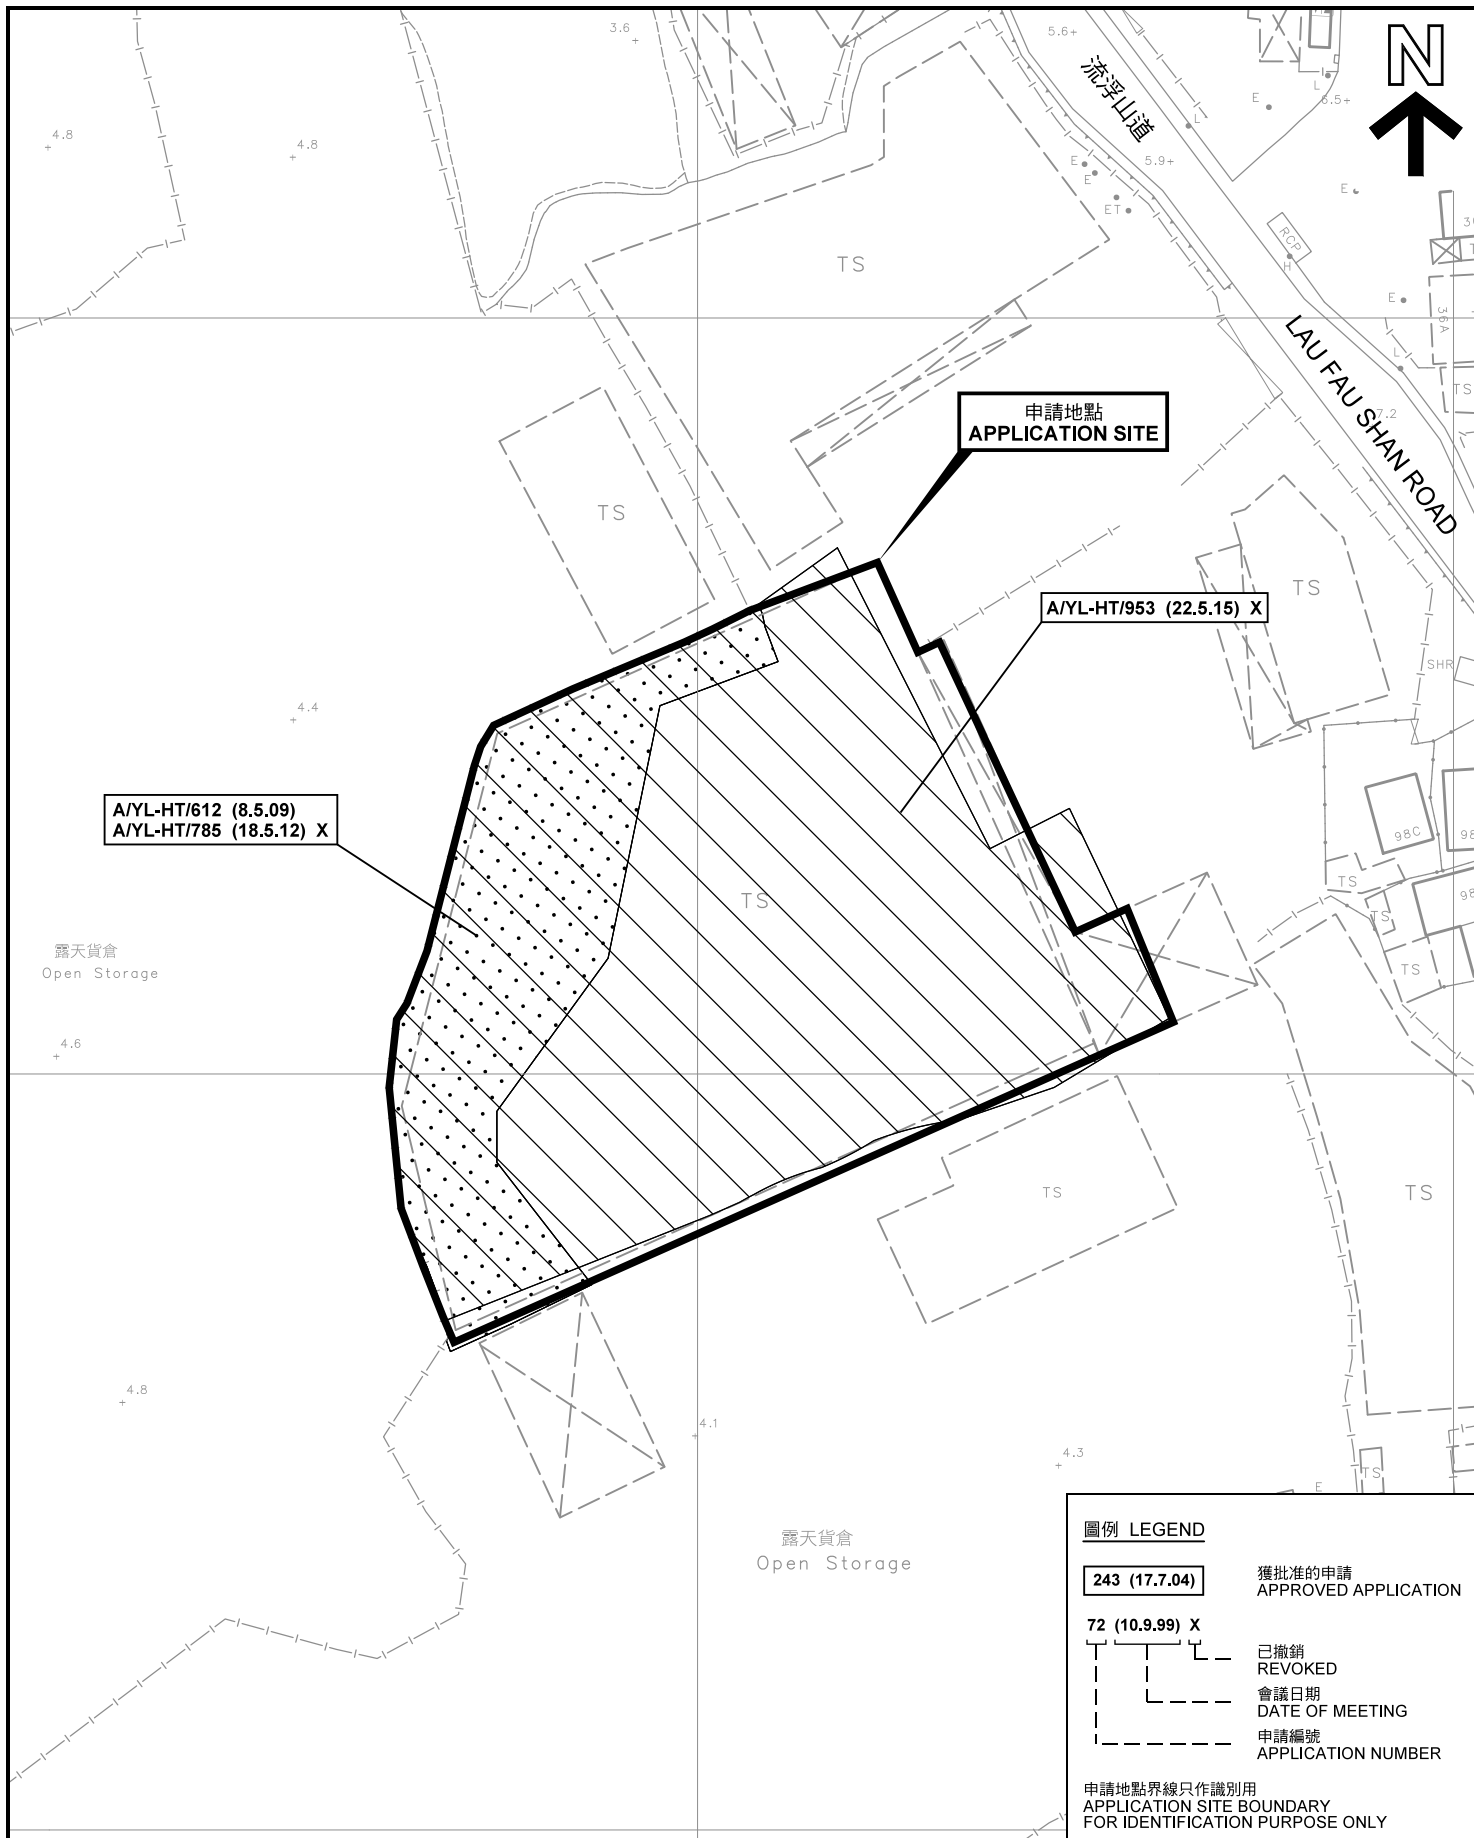 3.6
5.6
流浮山道
N
E
L
6.5
L
4.8
4.8
5.9
E
E
E
ET
RCP
H
TS
E
36A
LAU FAU SHAN ROAD
L
TS
7.2
申請地點
APPLICATION SITE
TS
TS
A/YL-HT/953 (22.5.15) X
SHR
4.4
A/YL-HT/612 (8.5.09)
A/YL-HT/785 (18.5.12) X
98C
TS
TS
TS
露天貨倉
Open Storage
TS
4.6
TS
TS
4.8
4.1
4.3
TS
E
露天貨倉
Open Storage
圖例 LEGEND
243 (17.7.04)
獲批准的申請
APPROVED APPLICATION
72 (10.9.99) X
已撤銷
REVOKED
會議日期
DATE OF MEETING
申請編號
APPLICATION NUMBER
申請地點界線只作識別用
APPLICATION SITE BOUNDARY
FOR IDENTIFICATION PURPOSE ONLY